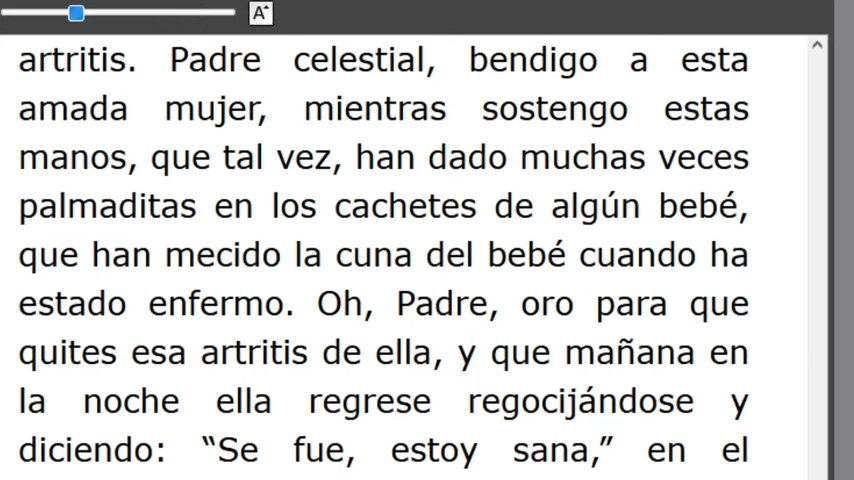 A
artritis. Padre celestial, bendigo a esta
amada mujer, mientras sostengo estas
manos, que tal vez, han dado muchas veces
palmaditas en los cachetes de algún bebé,
que han mecido la cuna del bebé cuando ha
estado enfermo. Oh, Padre, oro para que
quites esa artritis de ella, y que mañana en
la noche ella regrese regocijándose y
diciendo: “Se fue, estoy sana,” en el